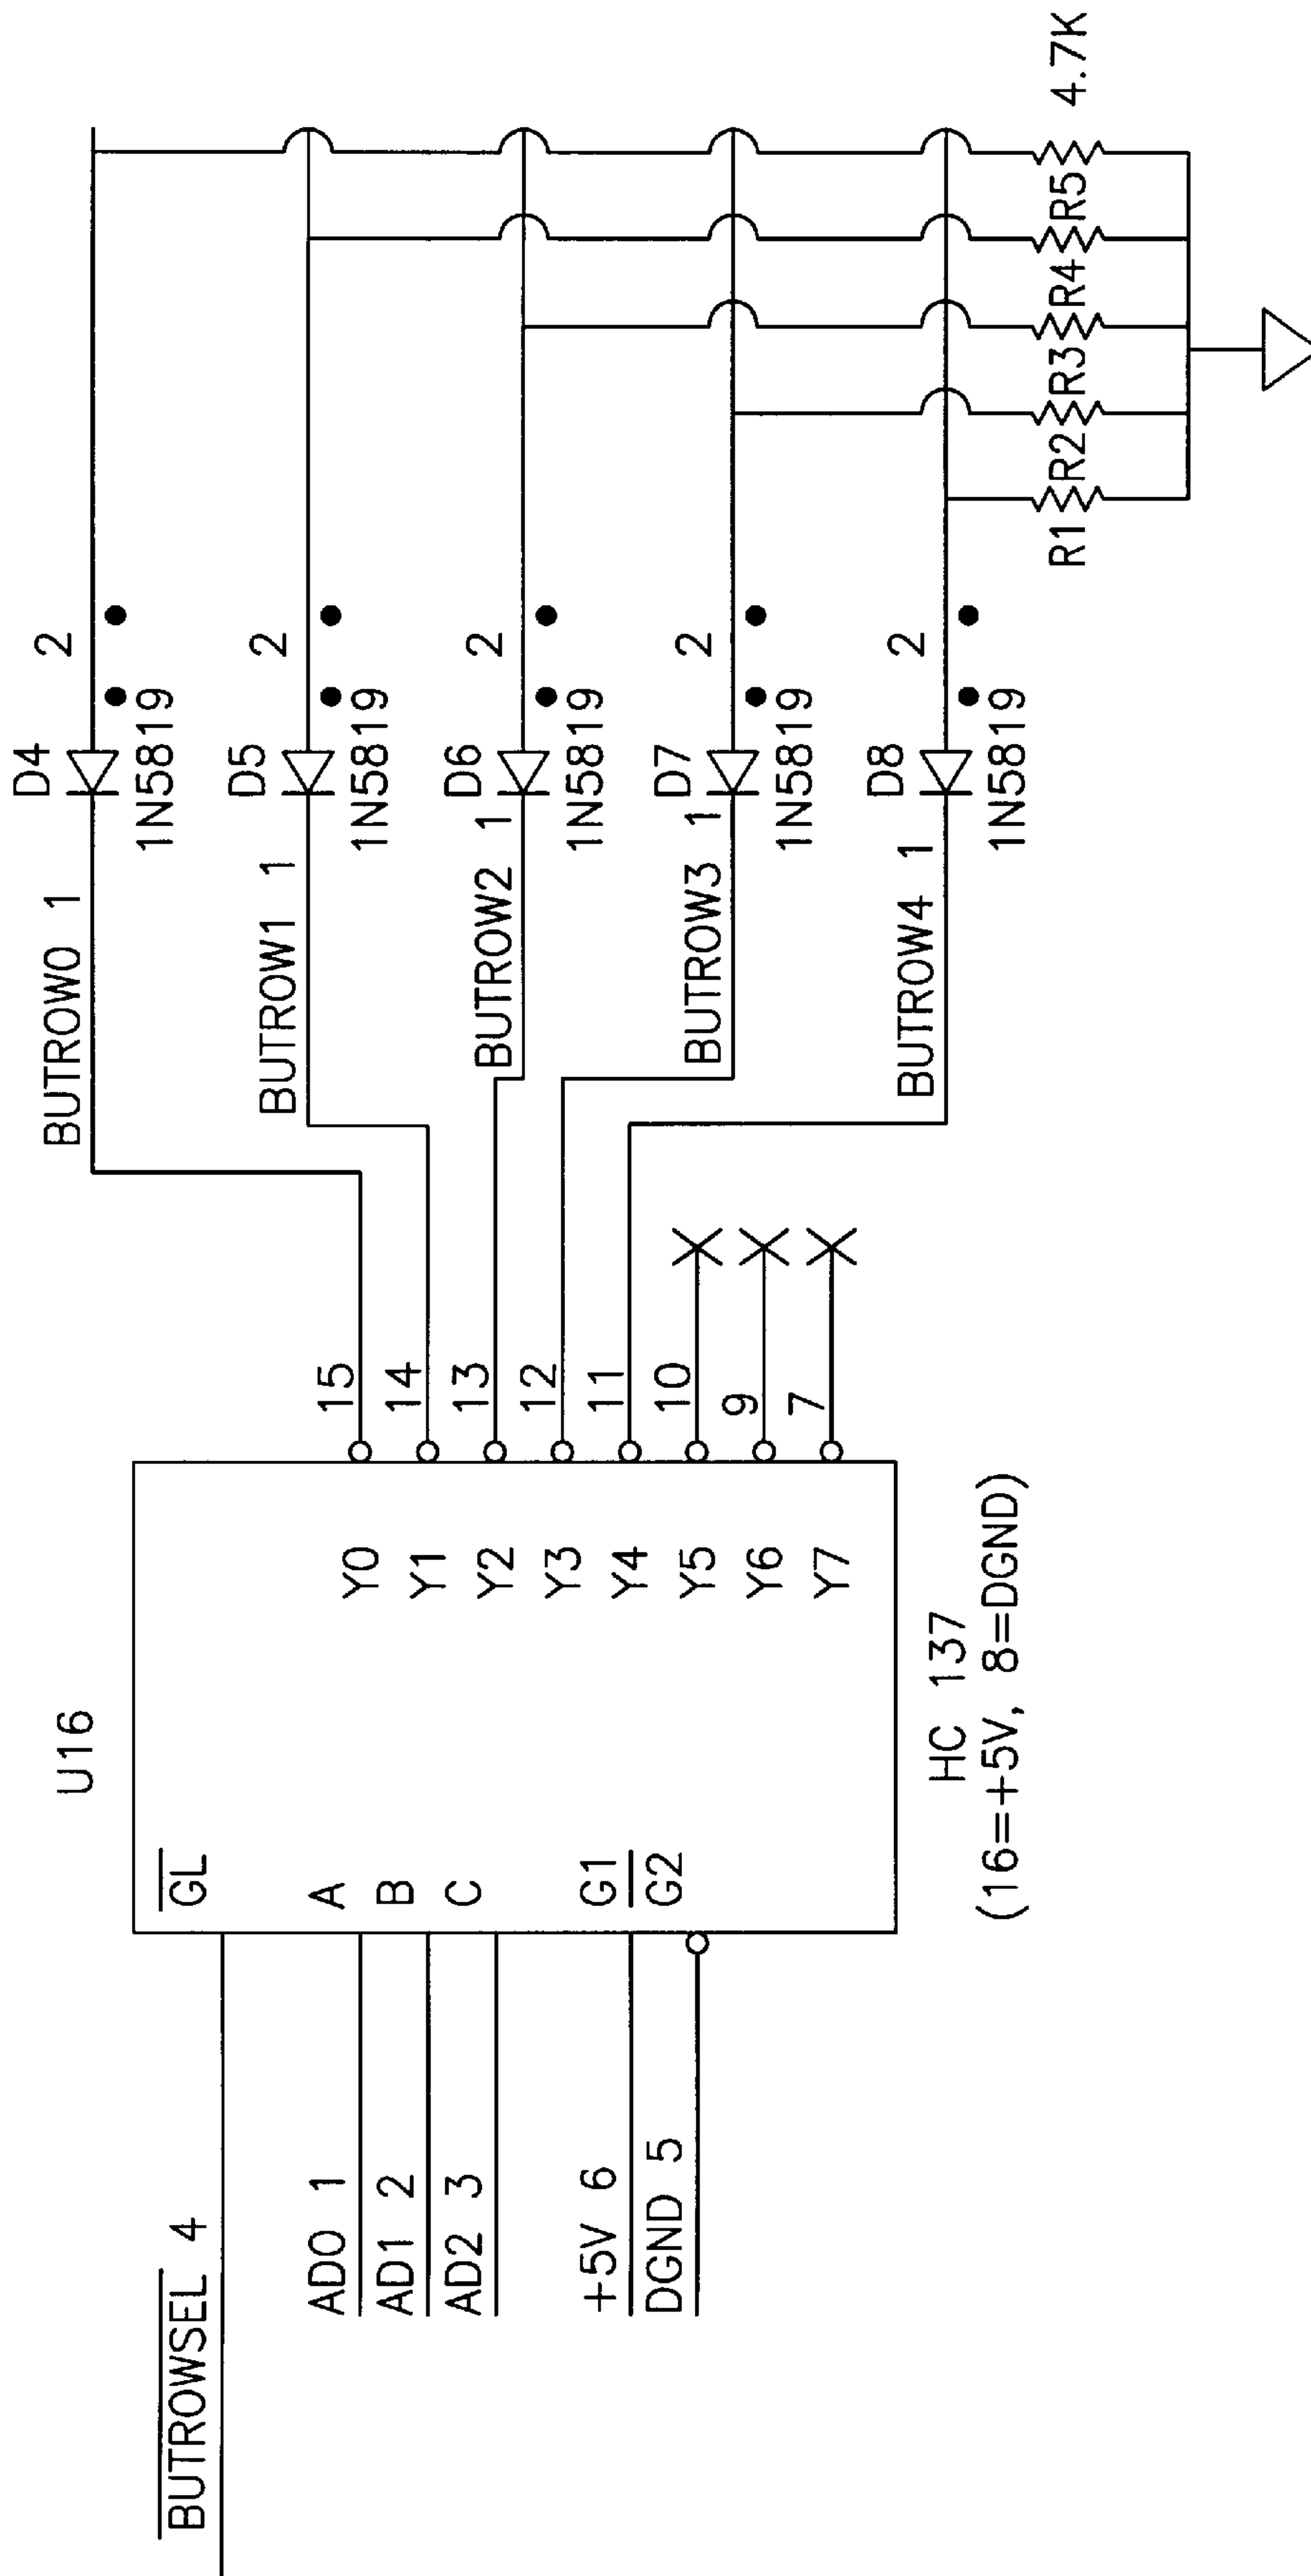 U16
BUTROWSEL 4
GL
AD0 1
A
AD1 2
B
AD2 3
C
+5V 6
G1
DGND 5
G2
Y0
15
Y1
14
Y2
13
Y3
12
Y4
11
Y5
10
Y6
9
Y7
7
HC 137
(16=+5V, 8=DGND)
BUTROW0 1
D4
2
1N5819
BUTROW1 1
D5
2
1N5819
BUTROW2 1
D6
2
1N5819
BUTROW3 1
D7
2
1N5819
BUTROW4 1
D8
2
1N5819
R1
R2
R3
R4
R5
4.7K